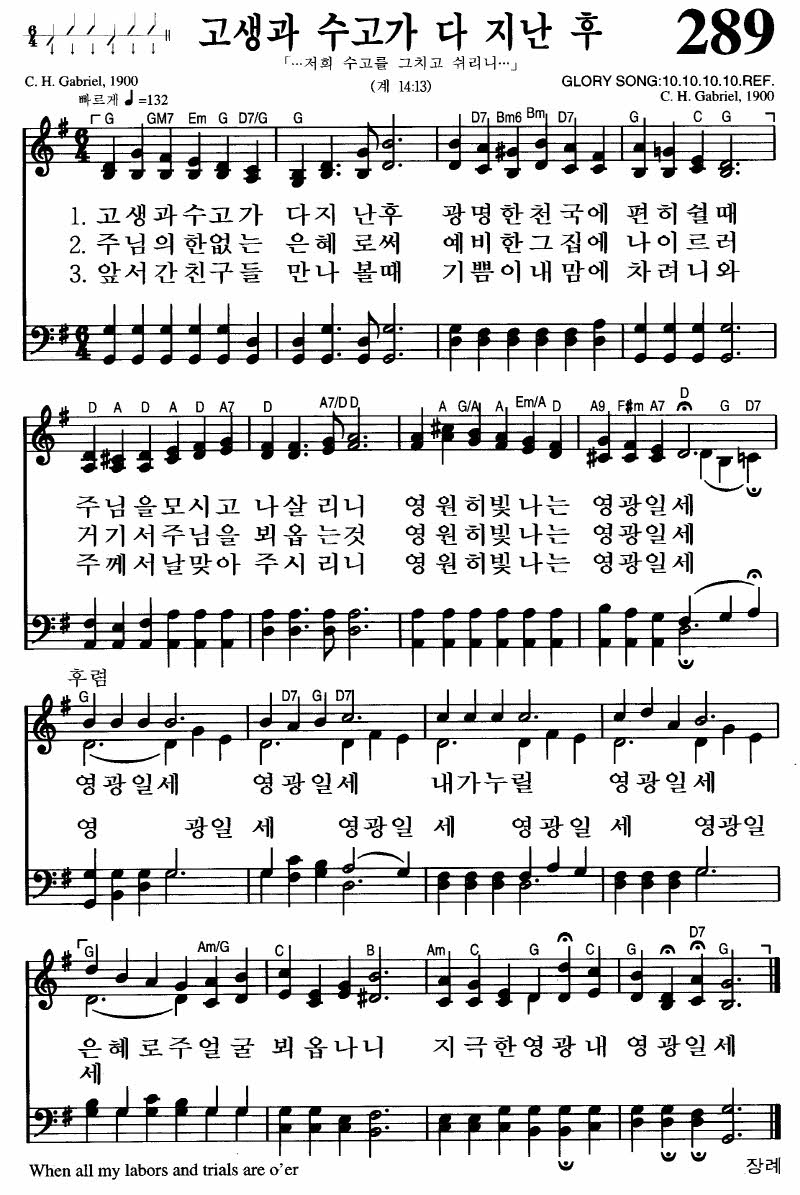 6/4
고생과 수고가 다 지난 후
289
「…저희 수고를 그치고 쉬리니…」
(계 14:13)
C. H. Gabriel, 1900
GLORY SONG:10.10.10.10.REF.
C. H. Gabriel, 1900
빠르게 ♩=132
G GM7 Em G D7/G G D7 Bm6 Bm D7 G C G
1. 고생과수고가 다지 난후 광명한천국에 편히쉴때
2. 주님의한없는 은혜 로써 예비한그집에 나이르러
3. 앞서간친구들 만나 볼때 기쁨이내맘에 차려니와
D A D A D A7 D A7/D D A G/A A Em/A D A9 F#m A7 D G D7
주님을모시고 나살 리니 영원히빛나는 영광일세
거기서주님을 뵈옵 는것 영원히빛나는 영광일세
주께서날맞아 주시 리니 영원히빛나는 영광일세
후렴
G D7 G D7
영광일세 영광일세 내가누릴 영광일세
영 광일 세 영광일 세 영광일 세 영광일
G Am/G C B Am C G D C G D7 G
은혜로주얼굴 뵈옵나니 지극한영광내 영광일세
세
When all my labors and trials are o'er
장례